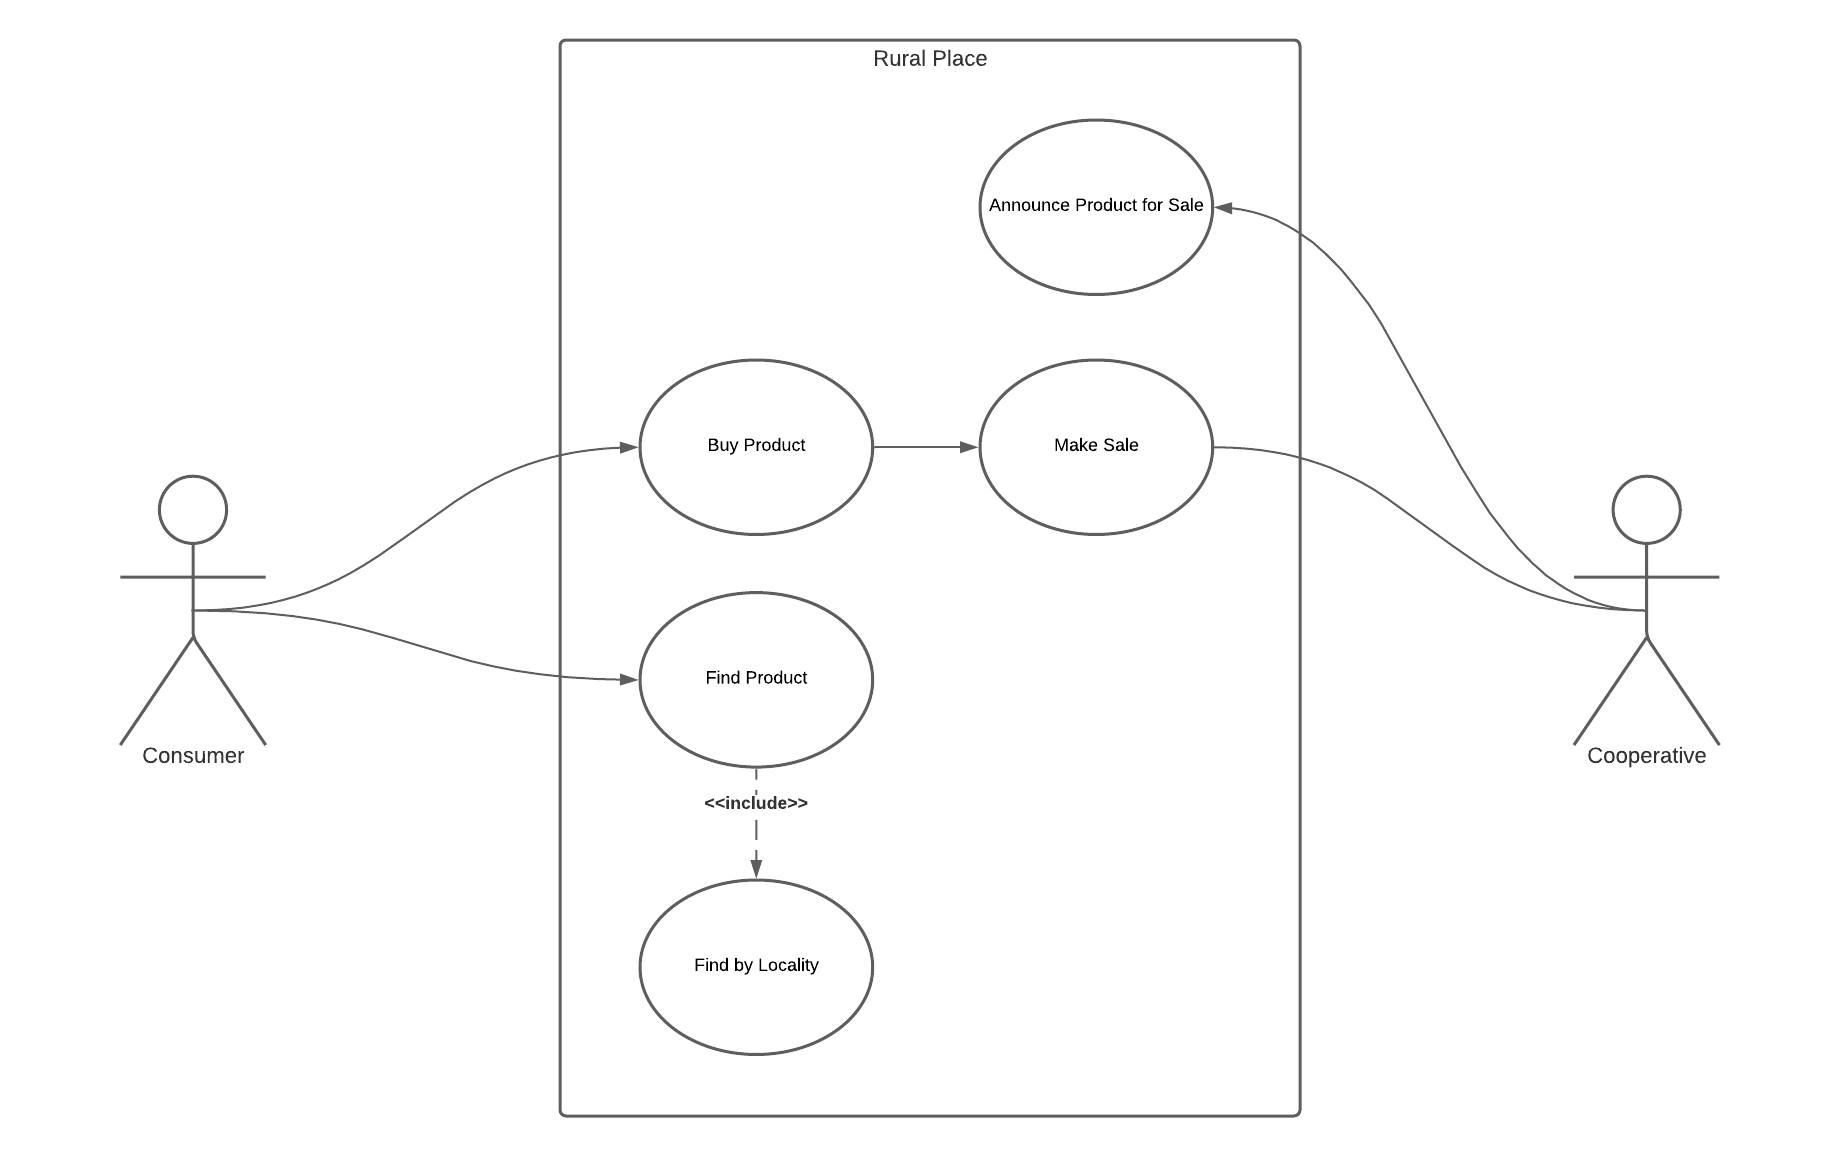 Rural Place
Announce Product for Sale
Buy Product
Make Sale
Find Product
Consumer
Cooperative
<<include>>
Find by Locality